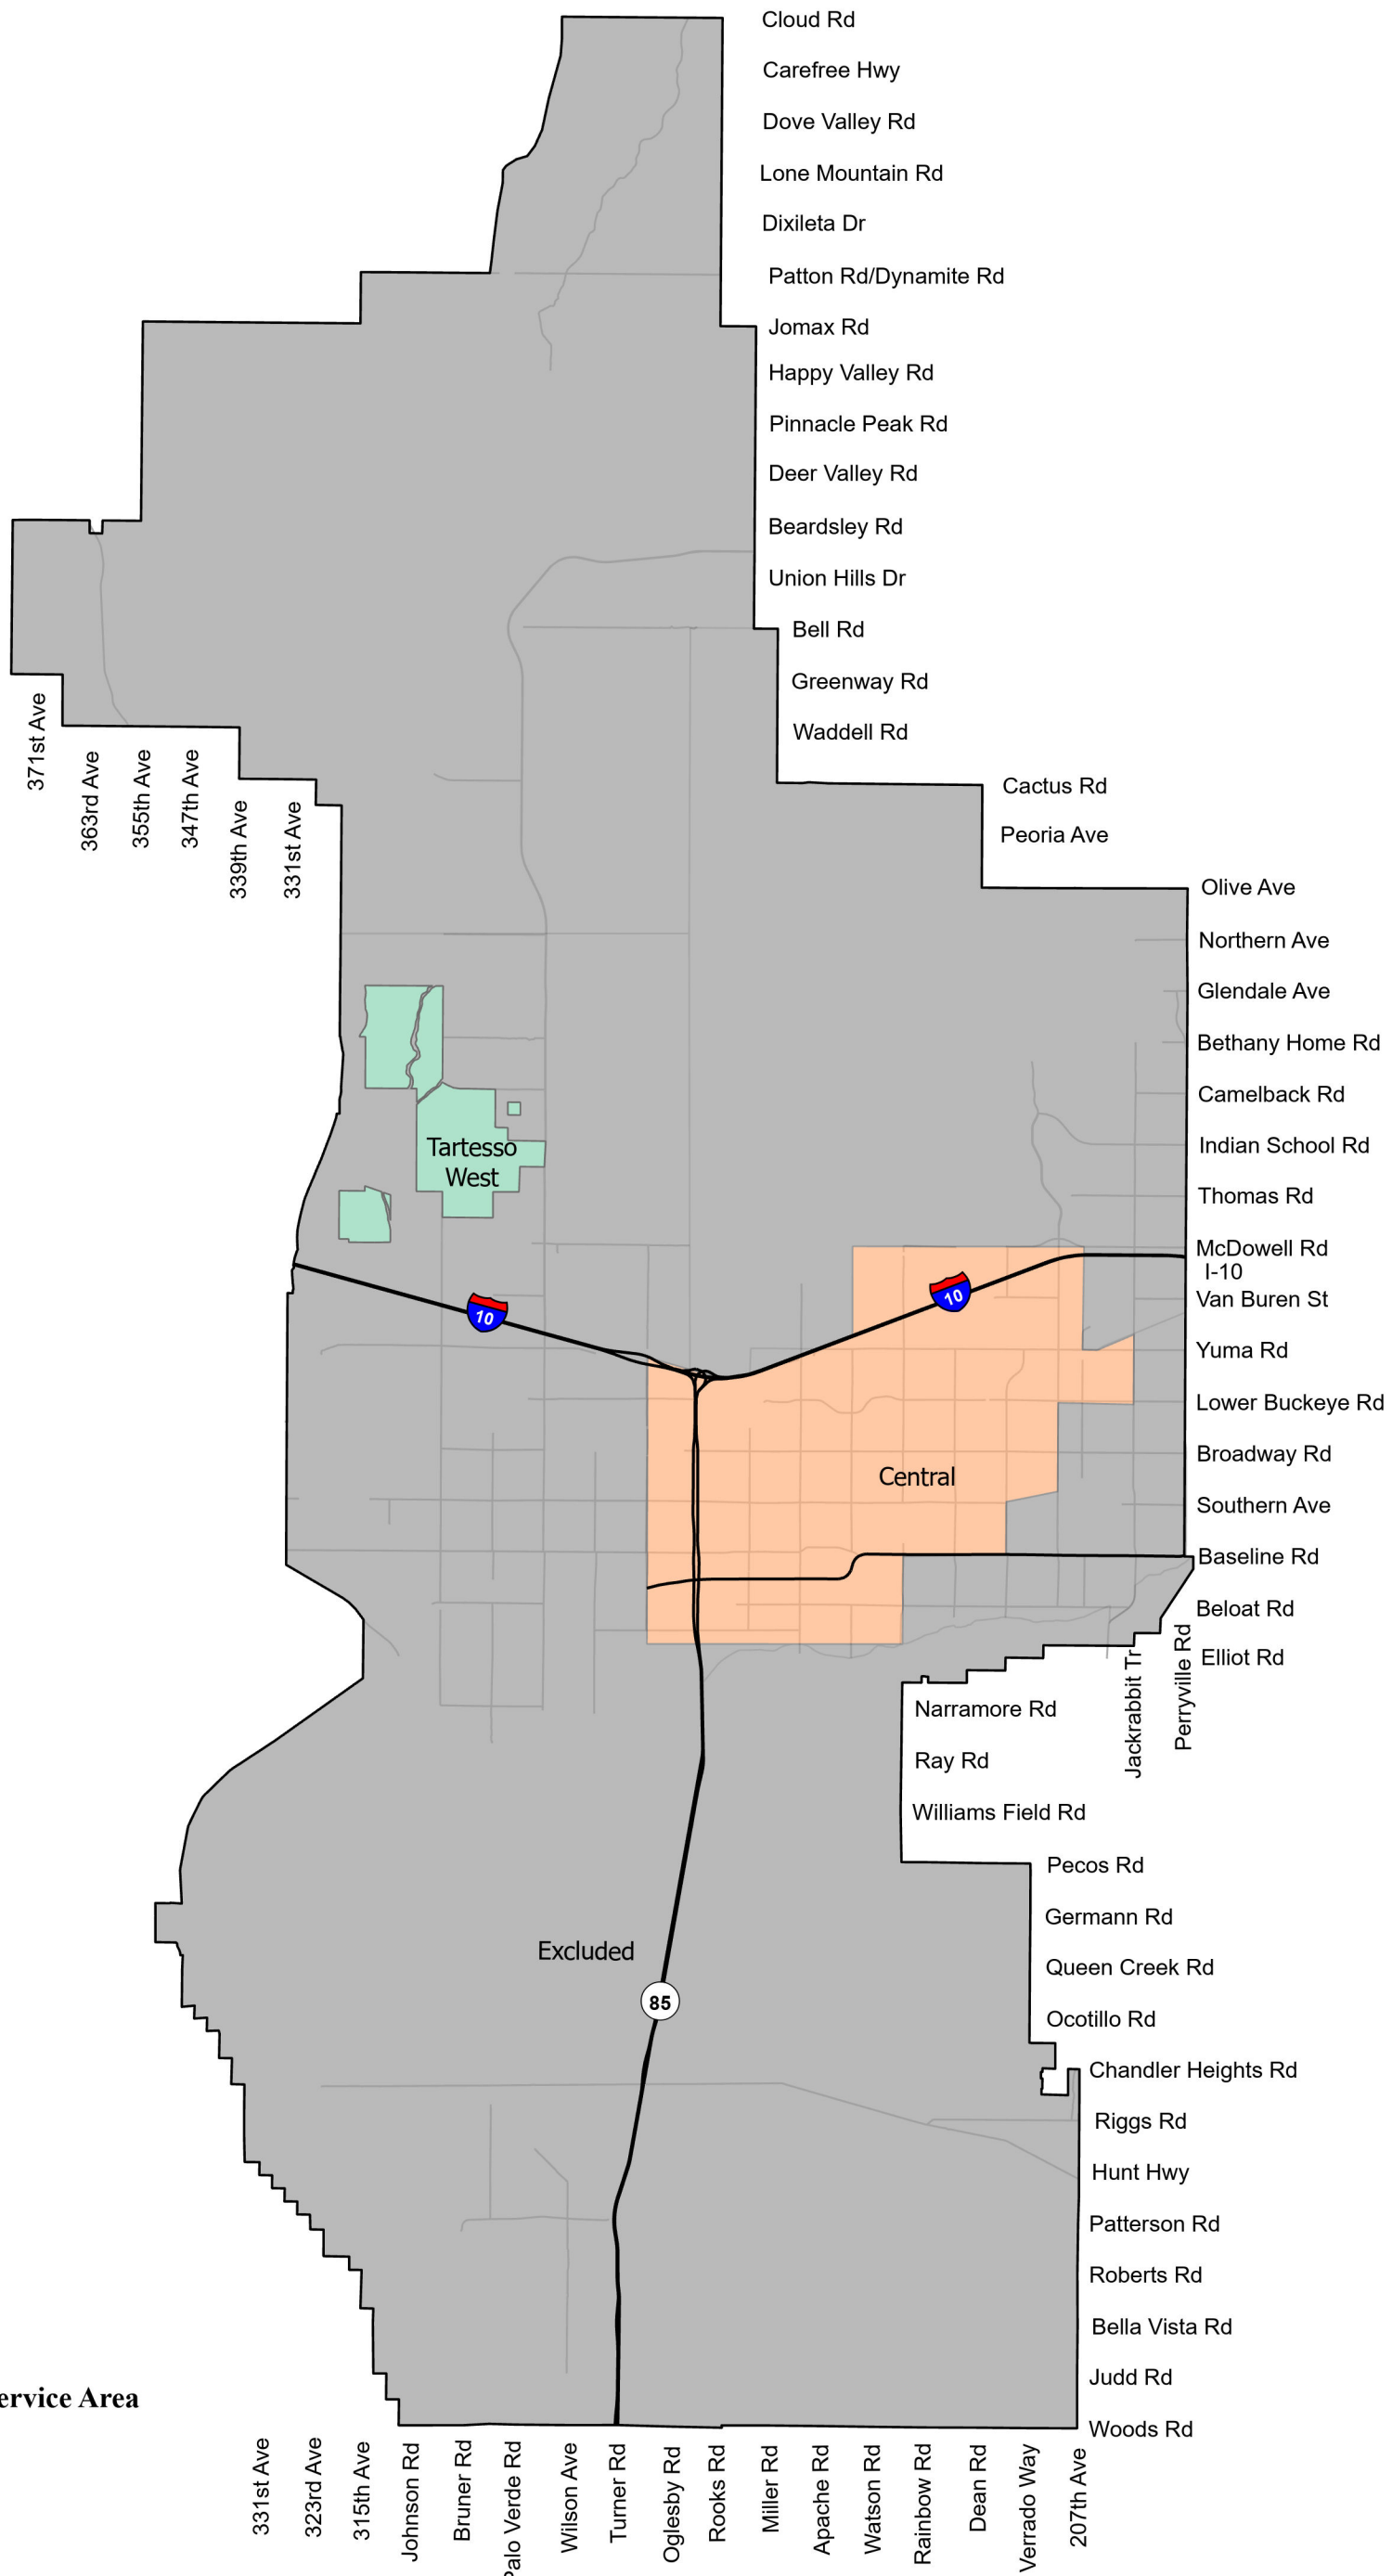 Cloud Rd
Carefree Hwy
Dove Valley Rd
Lone Mountain Rd
Dixileta Dr
Patton Rd/Dynamite Rd
Jomax Rd
Happy Valley Rd
Pinnacle Peak Rd
Deer Valley Rd
Beardsley Rd
Union Hills Dr
Bell Rd
Greenway Rd
Waddell Rd
371st Ave
363rd Ave
355th Ave
347th Ave
339th Ave
331st Ave
Cactus Rd
Peoria Ave
Olive Ave
Northern Ave
Glendale Ave
Bethany Home Rd
Camelback Rd
Indian School Rd
Tartesso
West
Thomas Rd
McDowell Rd
I-10
10
10
Van Buren St
Yuma Rd
Lower Buckeye Rd
Broadway Rd
Central
Southern Ave
Baseline Rd
Beloat Rd
Elliot Rd
Jackrabbit Tr
Perryville Rd
Narramore Rd
Ray Rd
Williams Field Rd
Pecos Rd
Germann Rd
Excluded
Queen Creek Rd
85
Ocotillo Rd
Chandler Heights Rd
Riggs Rd
Hunt Hwy
Patterson Rd
Roberts Rd
Bella Vista Rd
Judd Rd
ervice Area
Woods Rd
331st Ave
323rd Ave
315th Ave
Johnson Rd
Bruner Rd
Palo Verde Rd
Wilson Ave
Turner Rd
Oglesby Rd
Rooks Rd
Miller Rd
Apache Rd
Watson Rd
Rainbow Rd
Dean Rd
Verrado Way
207th Ave